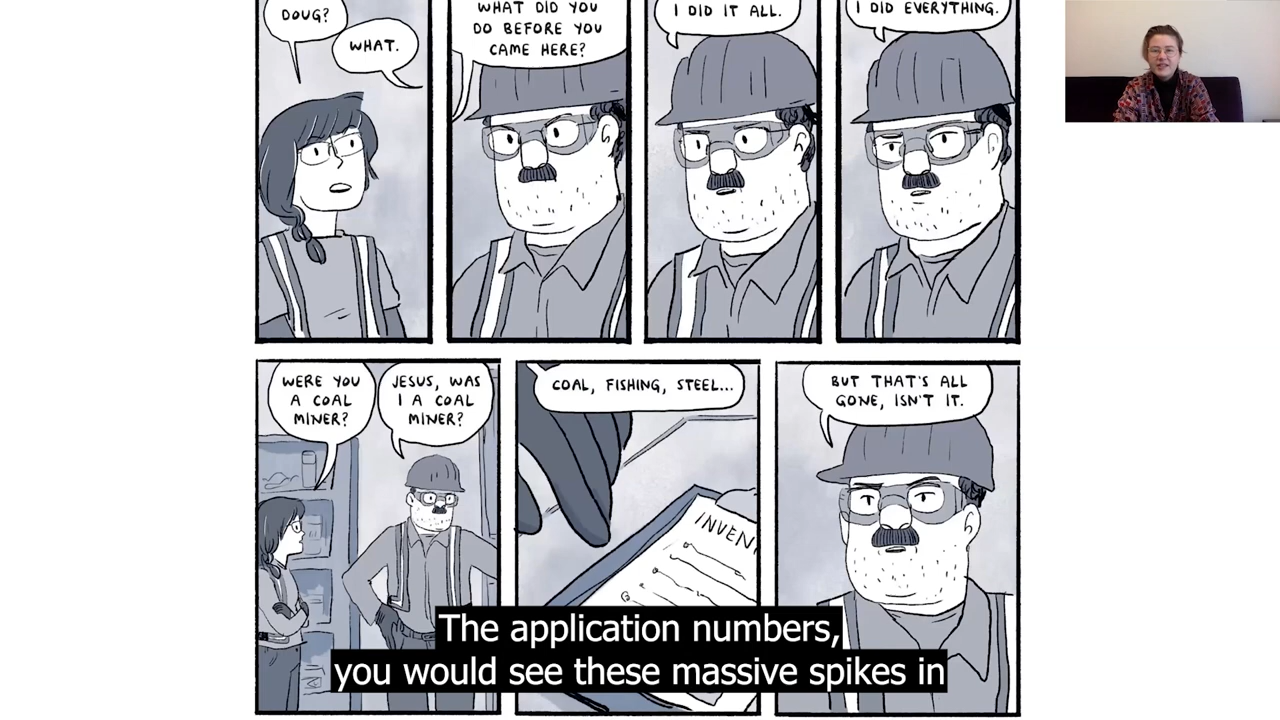 DOUG?
WHAT.
WHAT DID YOU
DO BEFORE YOU
CAME HERE?
I DID IT ALL.
I DID EVERYTHING.
WERE YOU
A COAL
MINER?
JESUS, WAS
I A COAL
MINER?
COAL, FISHING, STEEL...
INVEN
BUT THAT'S ALL
GONE, ISN'T IT.
The application numbers,
you would see these massive spikes in